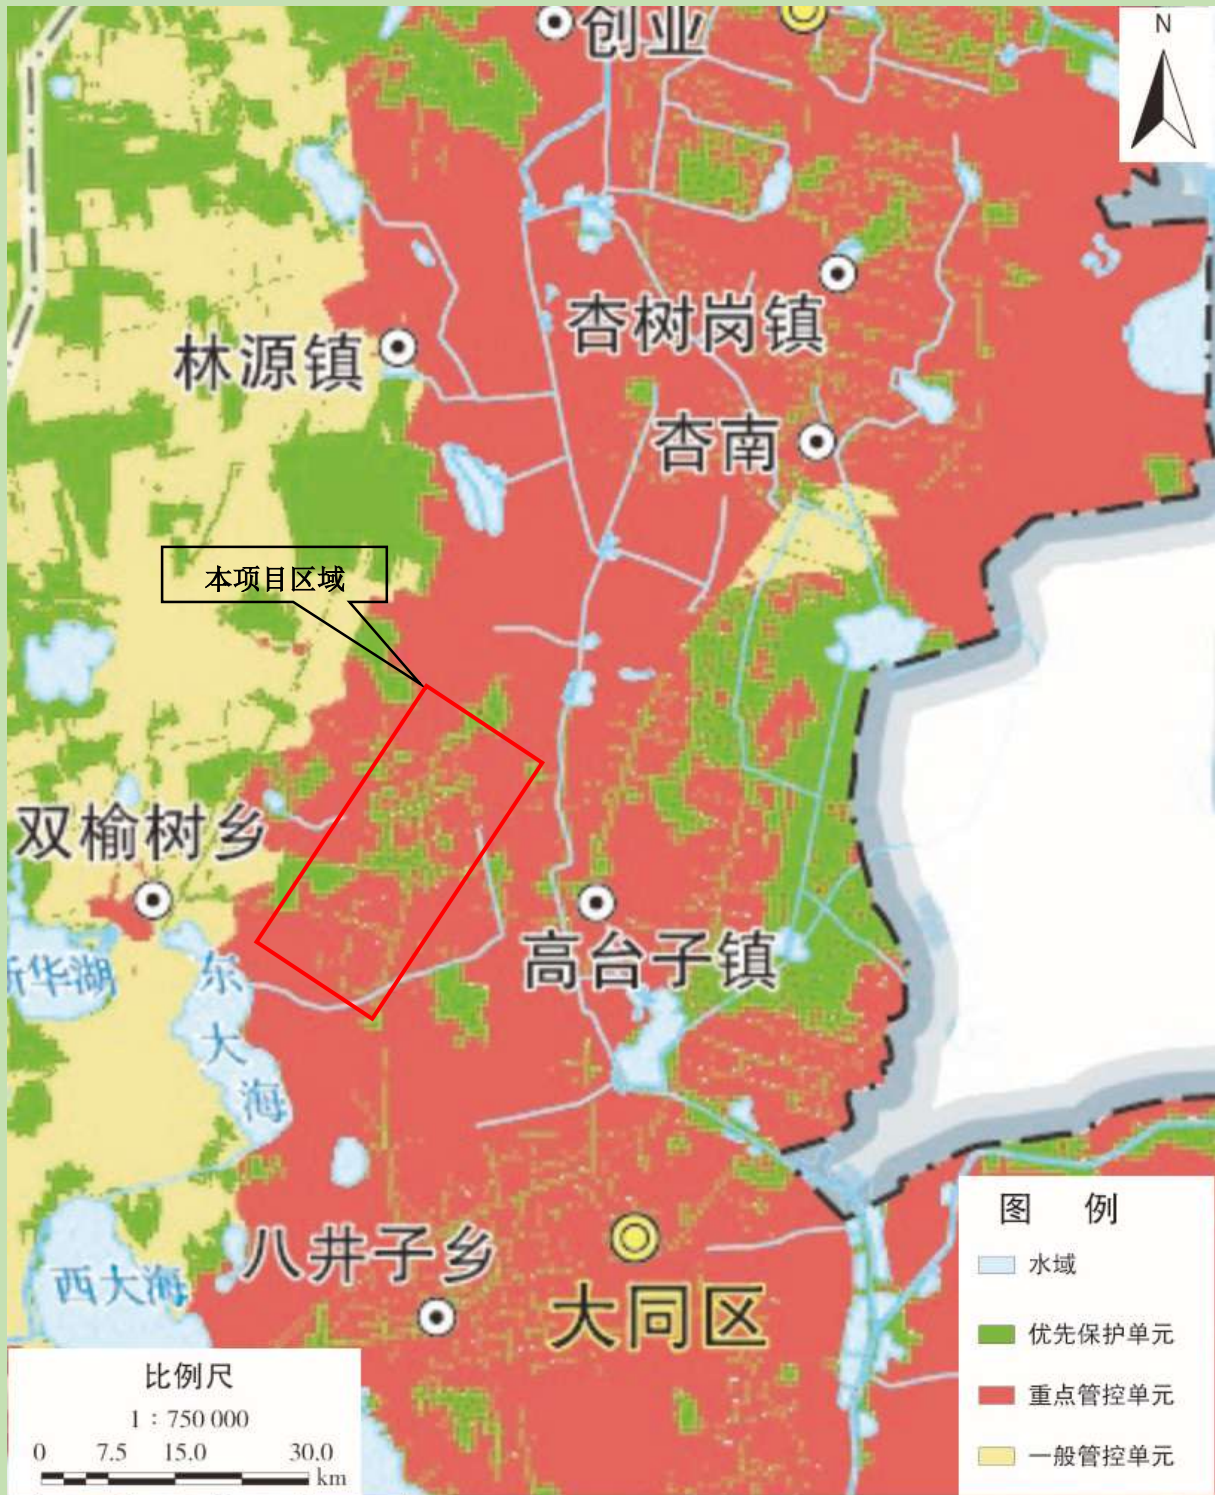 创业
N
杏树岗镇
林源镇
杏南
本项目区域
双榆树乡
高台子镇
新华湖
东大海
八井子乡
西大海
大同区
比例尺
1：750 000
0 7.5 15.0 30.0
km
图 例
水域
优先保护单元
重点管控单元
一般管控单元